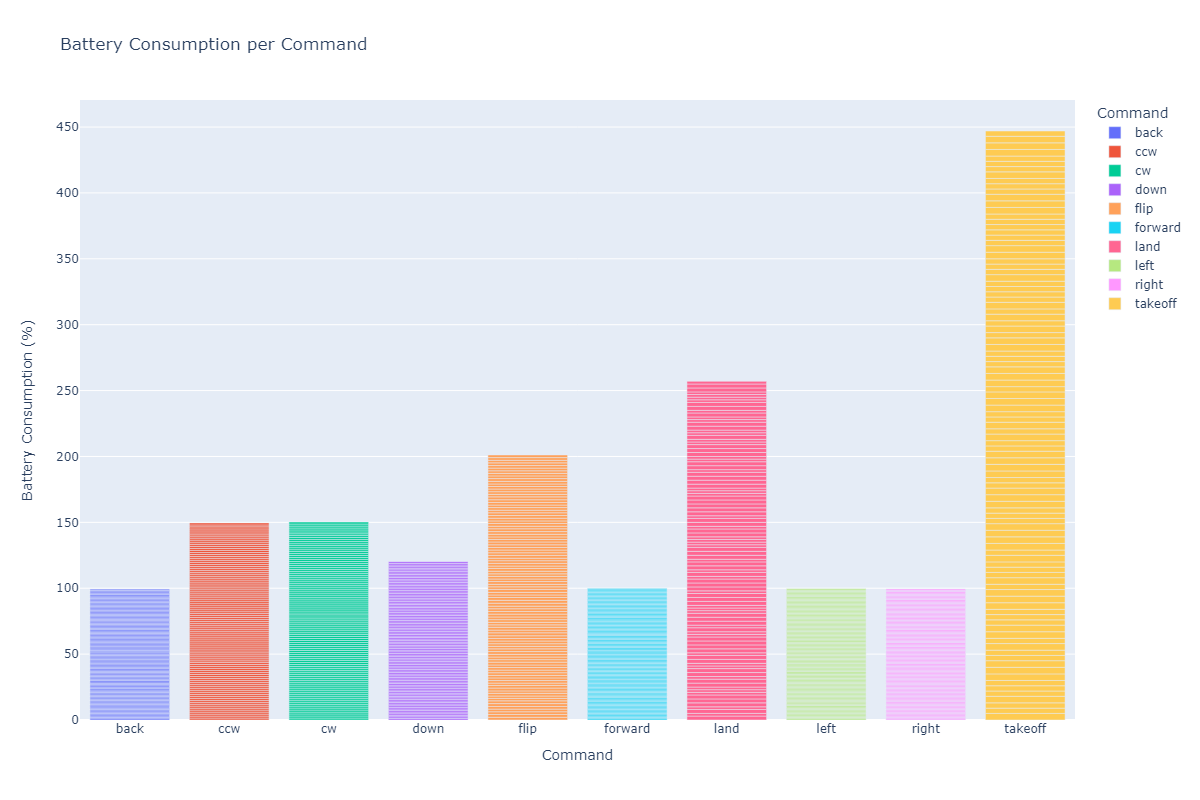 Battery Consumption per Command
Battery Consumption (%)
450
400
350
300
250
200
150
100
50
0
back ccw cw down flip forward land left right takeoff
Command
Command
back
ccw
cw
down
flip
forward
land
left
right
takeoff